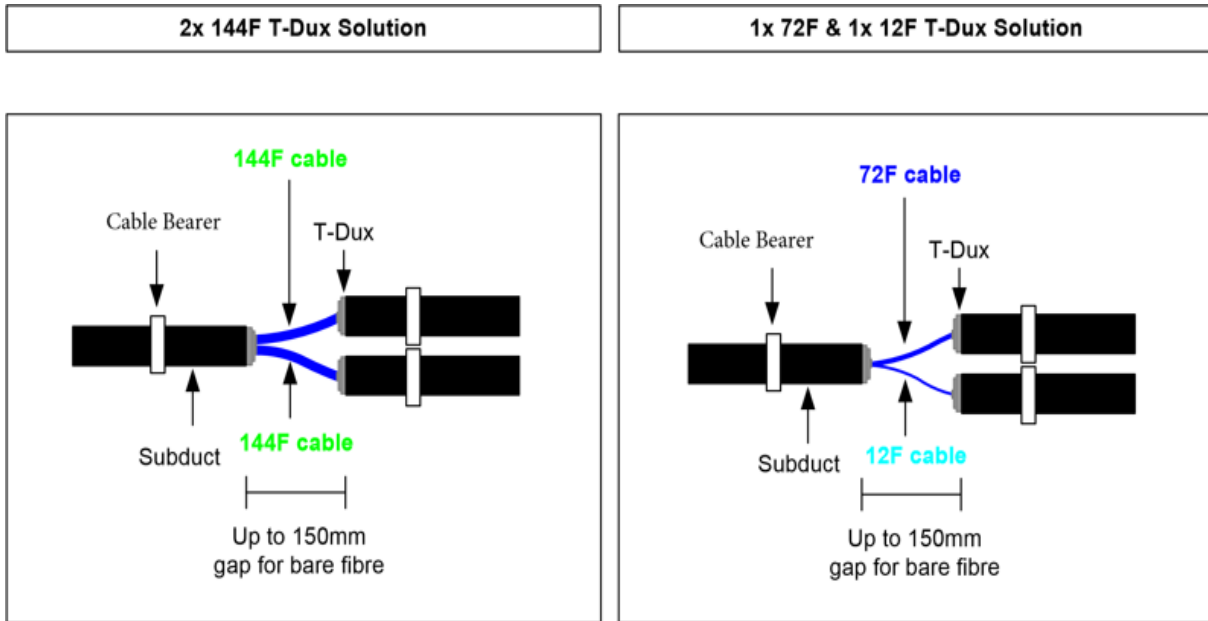 2x 144F T-Dux Solution
144F cable
Cable Bearer
T-Dux
Subduct
144F cable
Up to 150mm
gap for bare fibre
1x 72F & 1x 12F T-Dux Solution
72F cable
Cable Bearer
T-Dux
Subduct
12F cable
Up to 150mm
gap for bare fibre